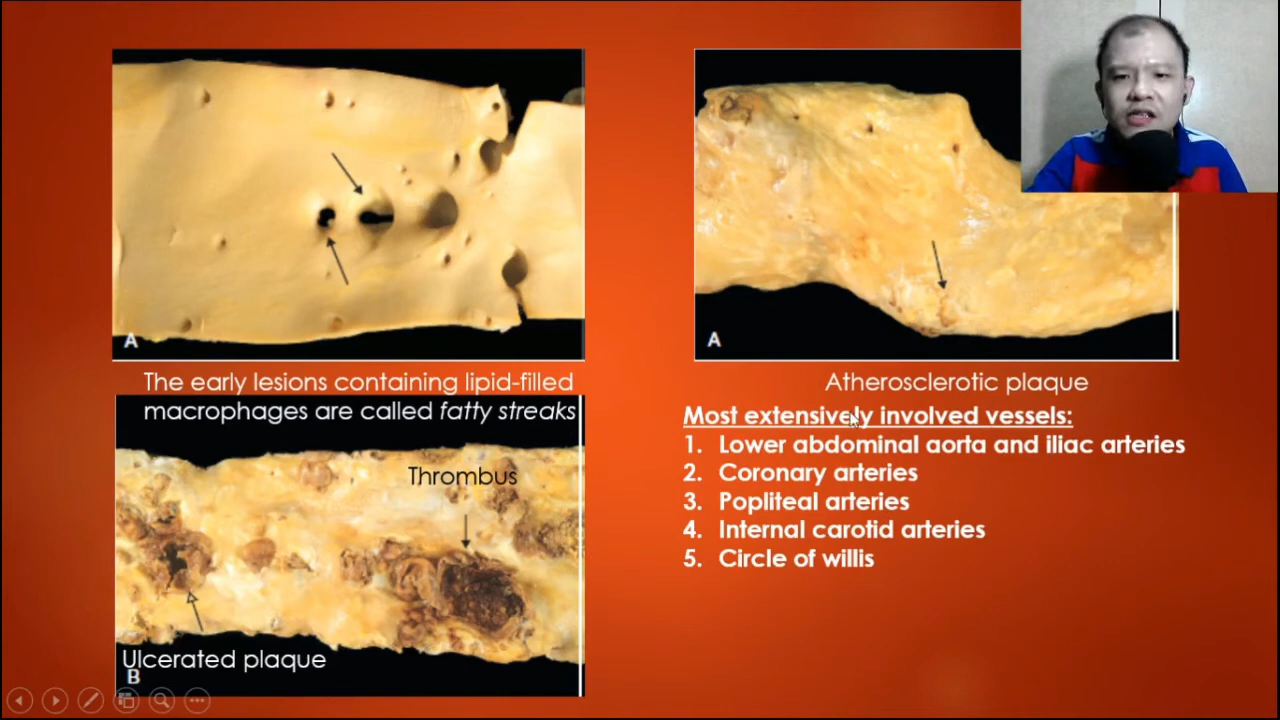 A
The early lesions containing lipid-filled
macrophages are called fatty streaks
Thrombus
Ulcerated plaque
B
A
Atherosclerotic plaque
Most extensively involved vessels:
1. Lower abdominal aorta and iliac arteries
2. Coronary arteries
3. Popliteal arteries
4. Internal carotid arteries
5. Circle of willis